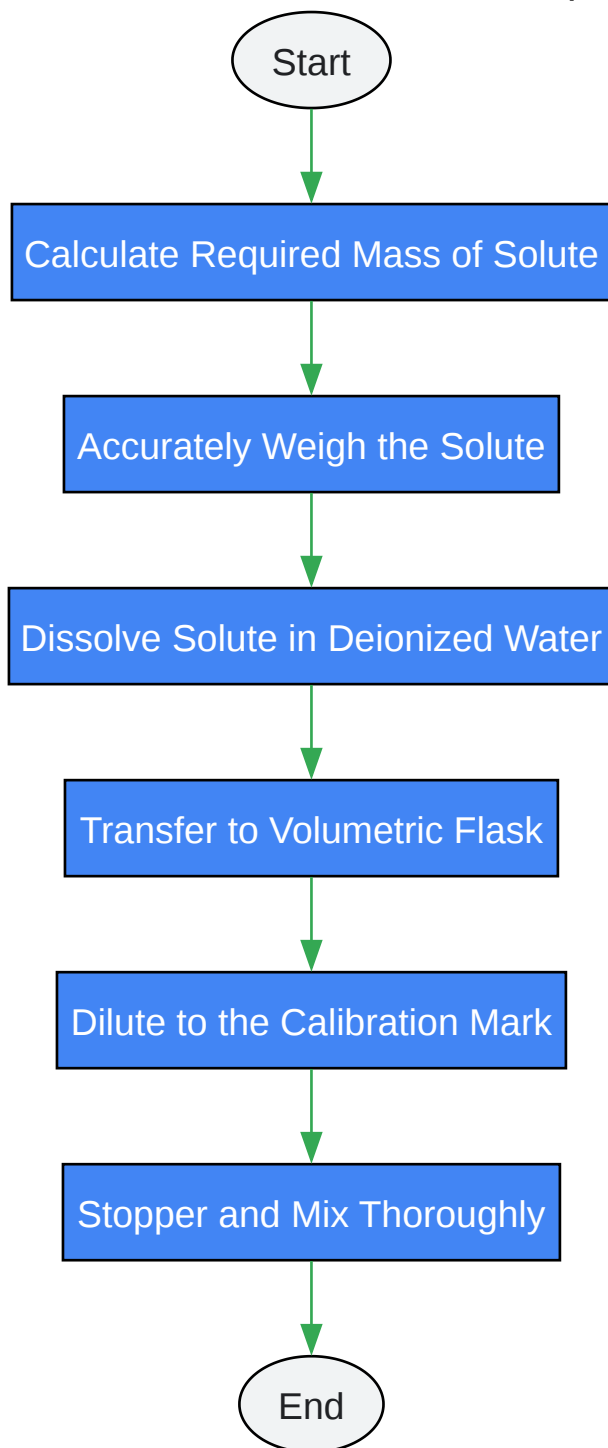 Start
Calculate Required Mass of Solute
Accurately Weigh the Solute
Dissolve Solute in Deionized Water
Transfer to Volumetric Flask
Dilute to the Calibration Mark
Stopper and Mix Thoroughly
End